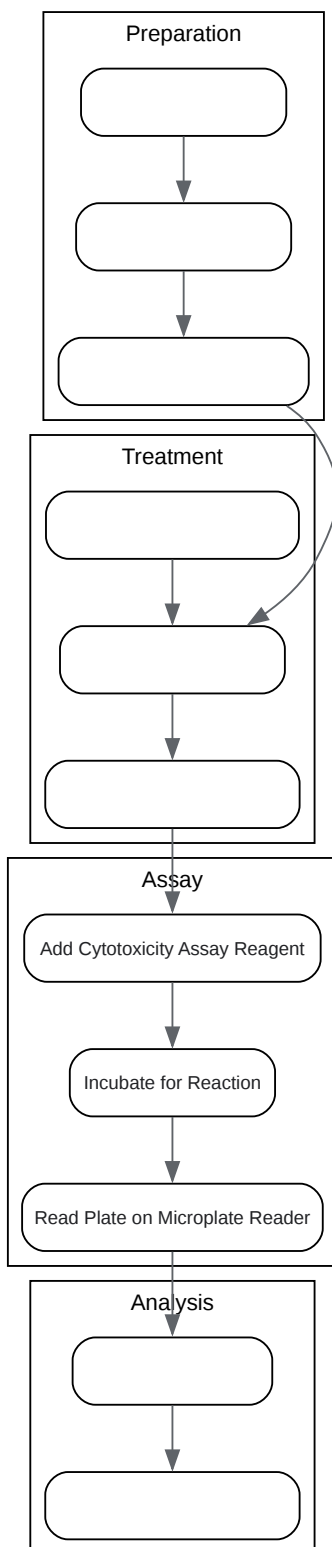 Preparation
Treatment
Assay
Add Cytotoxicity Assay Reagent
Incubate for Reaction
Read Plate on Microplate Reader
Analysis